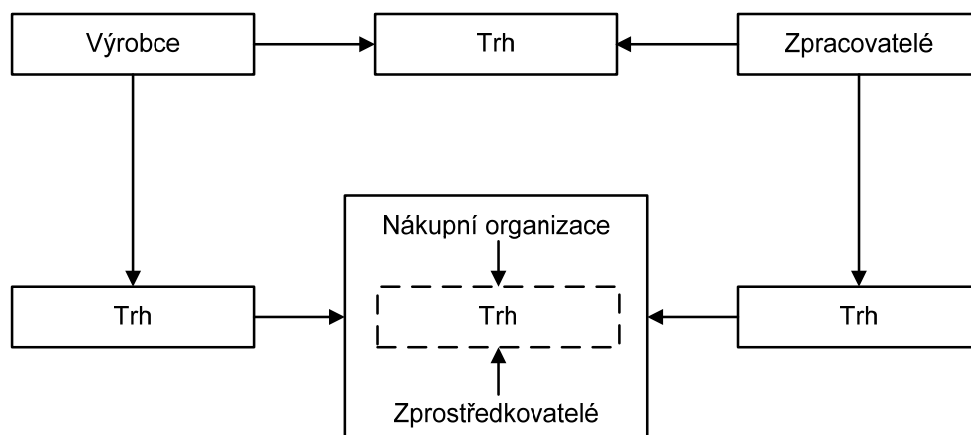 Výrobce
Trh
Zpracovatelé
Nákupní organizace
Trh
Trh
Trh
Zprostředkovatelé